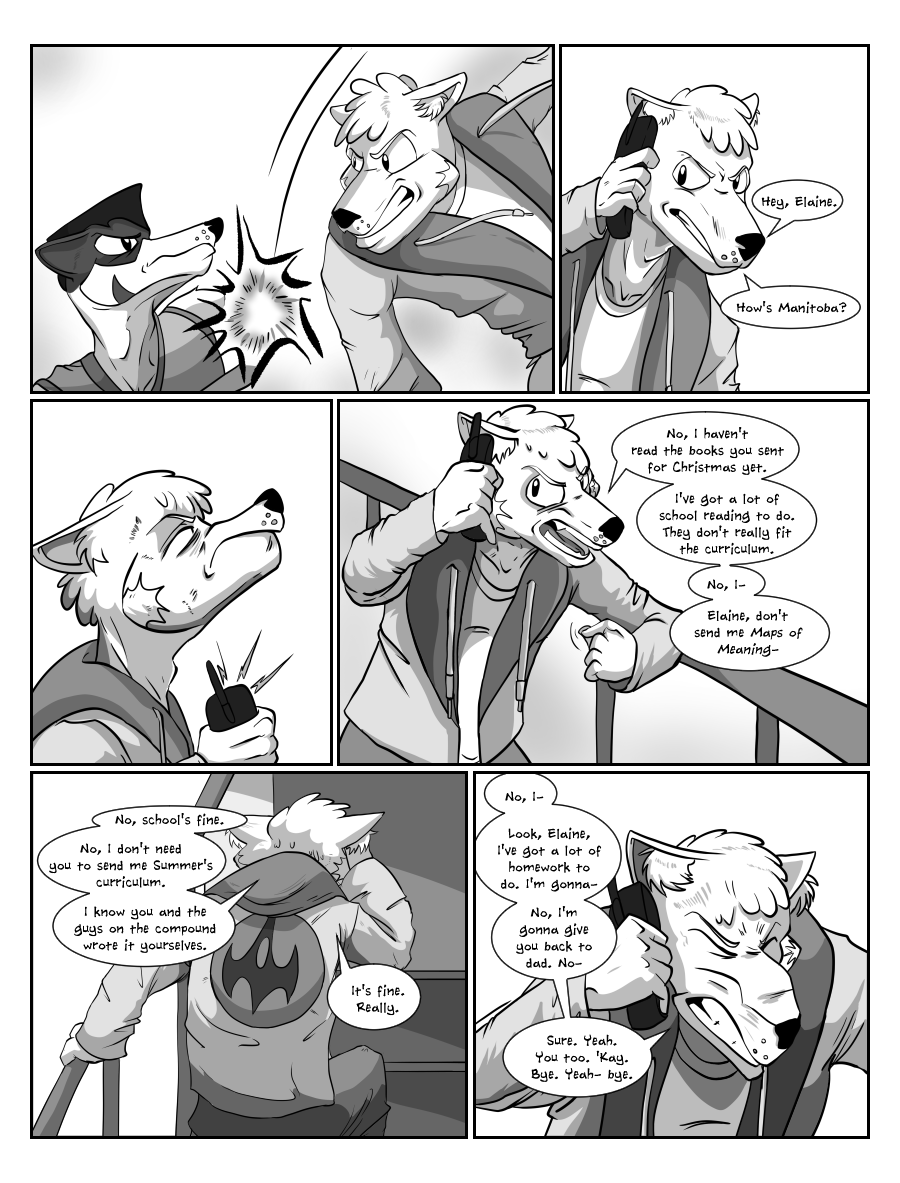 Hey, Elaine.
How's Manitoba?
No, I haven't
read the books you sent
for Christmas yet.
I've got a lot of
school reading to do.
They don't really fit
the curriculum.
No, I-
Elaine, don't
send me Maps of
Meaning-
No, school's fine.
No, I don't need
you to send me Summer's
curriculum.
I know you and the
guys on the compound
wrote it yourselves.
It's fine.
Really.
No, I-
Look, Elaine,
I've got a lot of
homework to
do. I'm gonna-
No, I'm
gonna give
you back to
dad. No-
Sure. Yeah.
You too. 'Kay.
Bye. Yeah- bye.